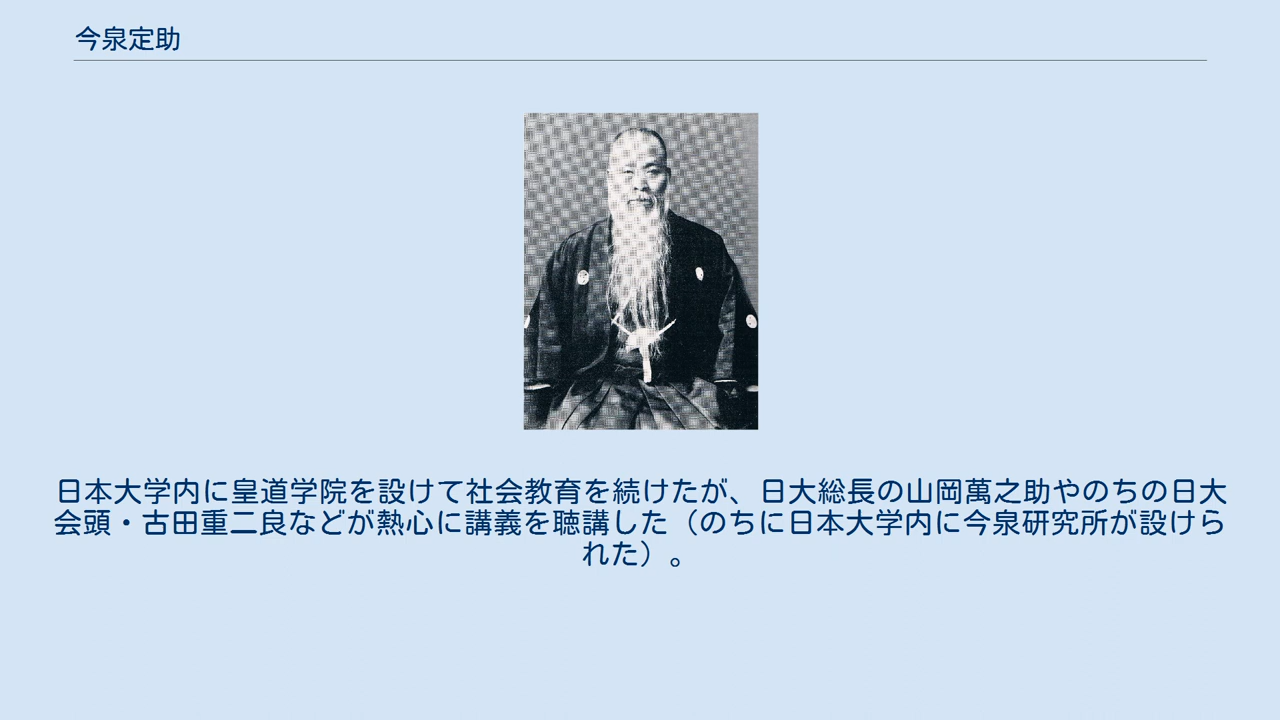 今泉定助
日本大学内に皇道学院を設けて社会教育を続けたが、日大総長の山岡萬之助やのちの日大
会頭・古田重二良などが熱心に講義を聴講した（のちに日本大学内に今泉研究所が設けら
れた）。